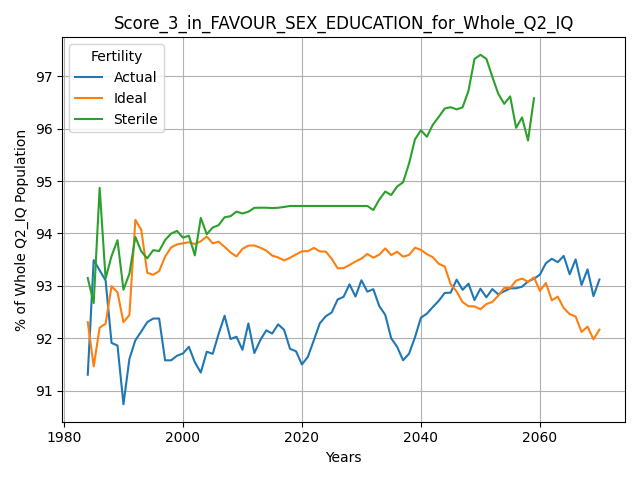 Score_3_in_FAVOUR_SEX_EDUCATION_for_Whole_Q2_IQ
Fertility
Actual
Ideal
Sterile
% of Whole Q2_IQ Population
97
96
95
94
93
92
91
1980
2000
2020
2040
2060
Years